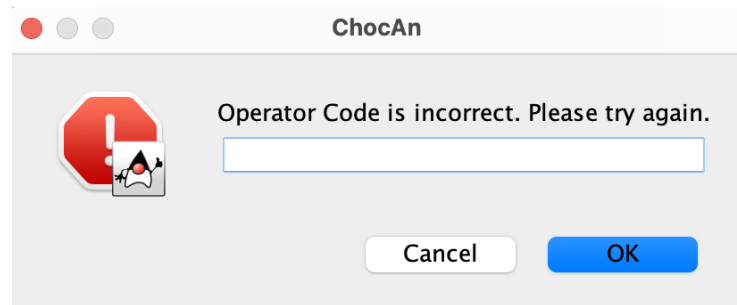 ChocAn
Operator Code is incorrect. Please try again.
Cancel OK